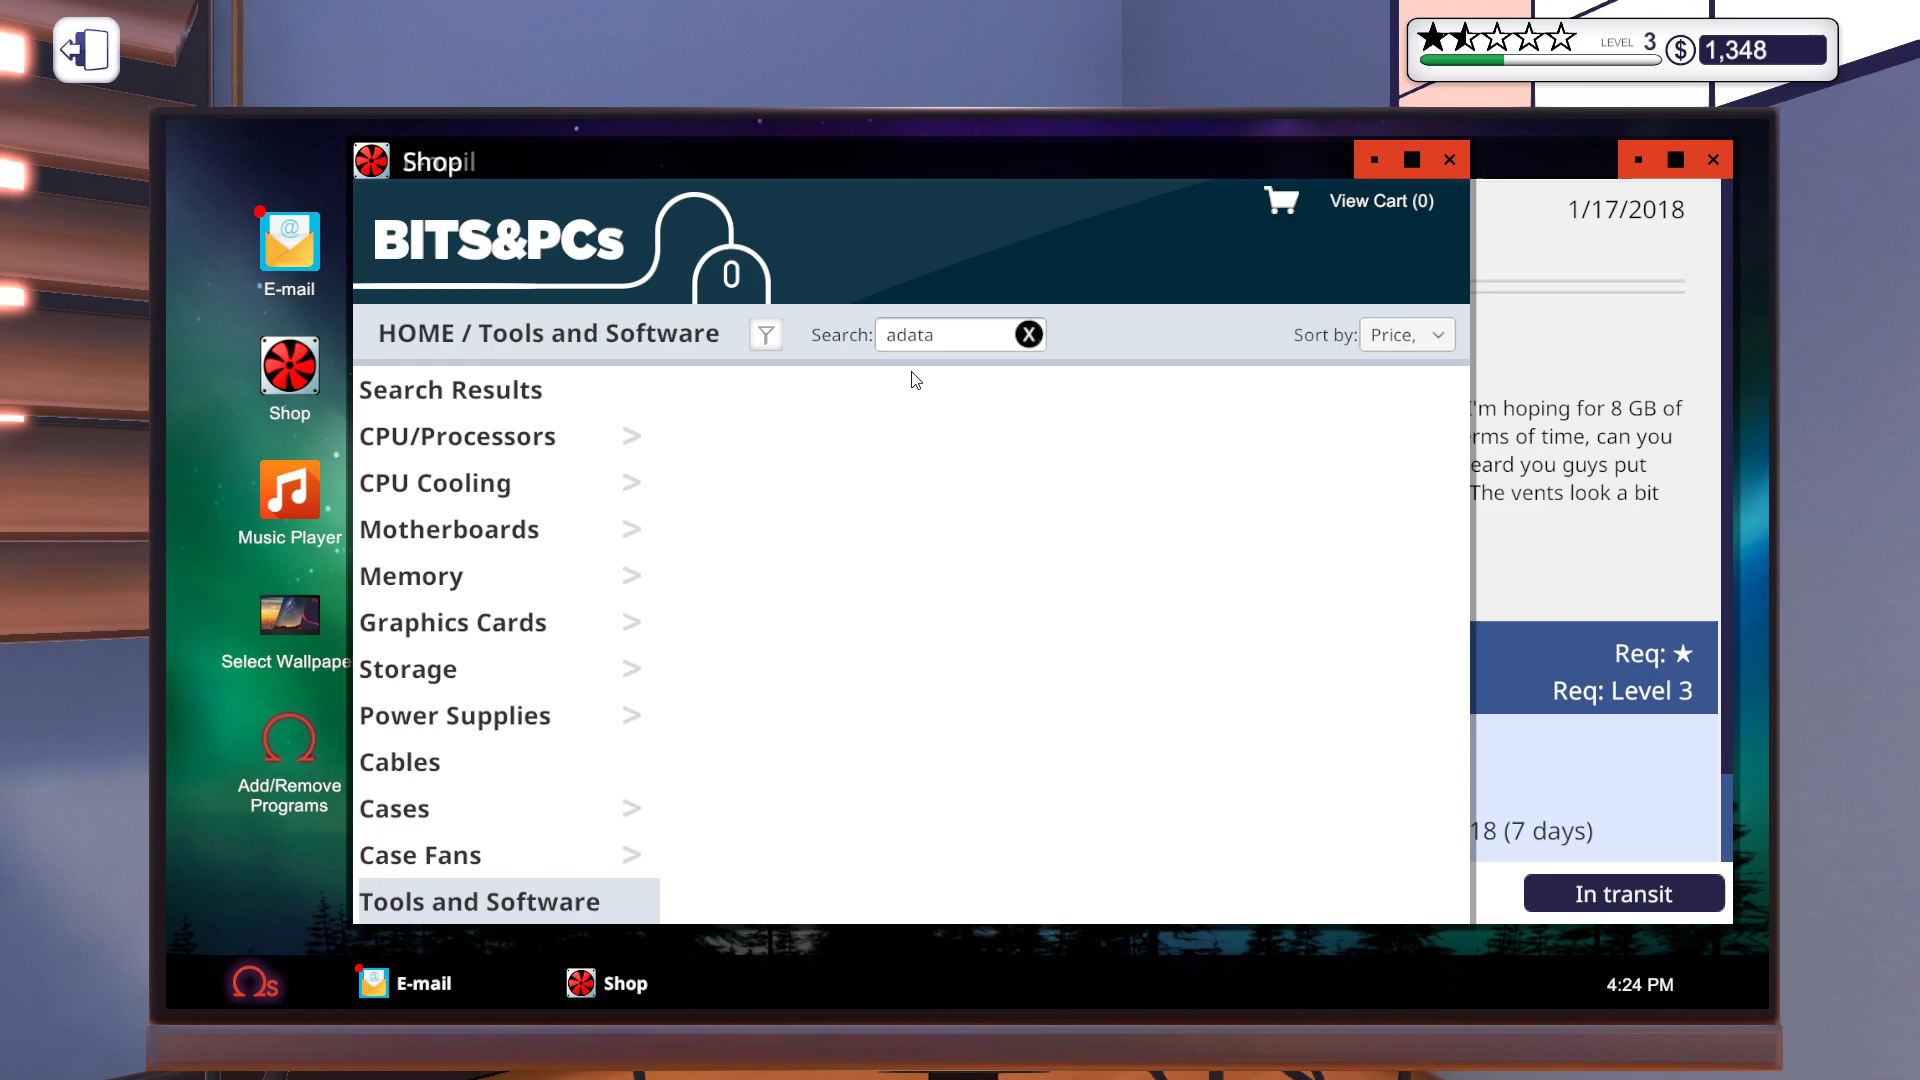 LEVEL 3 $ 1,348
Shop
BITS&PCs
View Cart (0)
HOME / Tools and Software
Search: adata X
Sort by: Price,
Search Results
CPU/Processors >
CPU Cooling >
Motherboards >
Memory >
Graphics Cards >
Storage >
Power Supplies >
Cables
Cases >
Case Fans >
Tools and Software
1/17/2018
I'm hoping for 8 GB of
rms of time, can you
eard you guys put
The vents look a bit
Req: ★
Req: Level 3
18 (7 days)
In transit
E-mail
Shop
Music Player
Select Wallpape
Add/Remove
Programs
Ωs
E-mail
Shop
4:24 PM